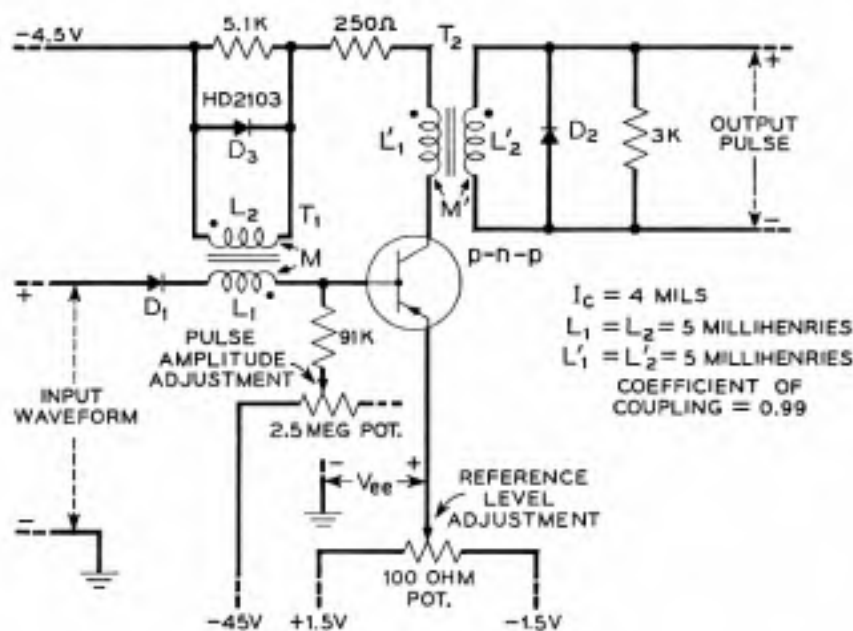 -4.5V
5.1K
250Ω
T2
HD2103
D3
L'1
L'2
D2
3K
+
OUTPUT
PULSE
-
M'
L2
T1
M
p-n-p
+
D1
L1
91K
PULSE
AMPLITUDE
ADJUSTMENT
IC = 4 MILS
L1 = L2 = 5 MILLIHENRIES
L'1 = L'2 = 5 MILLIHENRIES
COEFFICIENT OF
COUPLING = 0.99
INPUT
WAVEFORM
2.5 MEG POT.
- +
Vee
REFERENCE
LEVEL
ADJUSTMENT
-
100 OHM
POT.
-45V
+1.5V
-1.5V